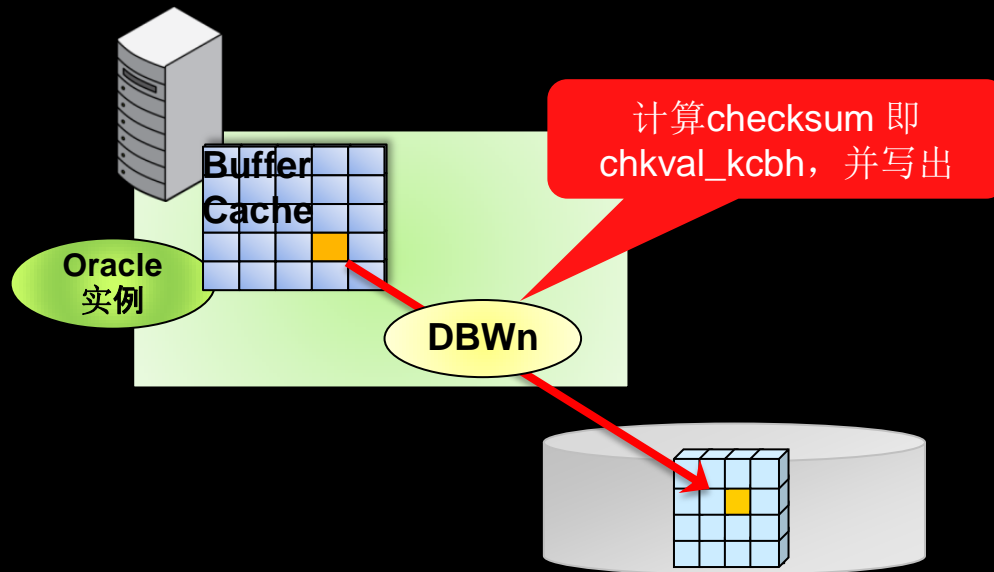 计算checksum 即
chkval_kcbh，并写出
Buffer
Cache
Oracle
实例
DBWn